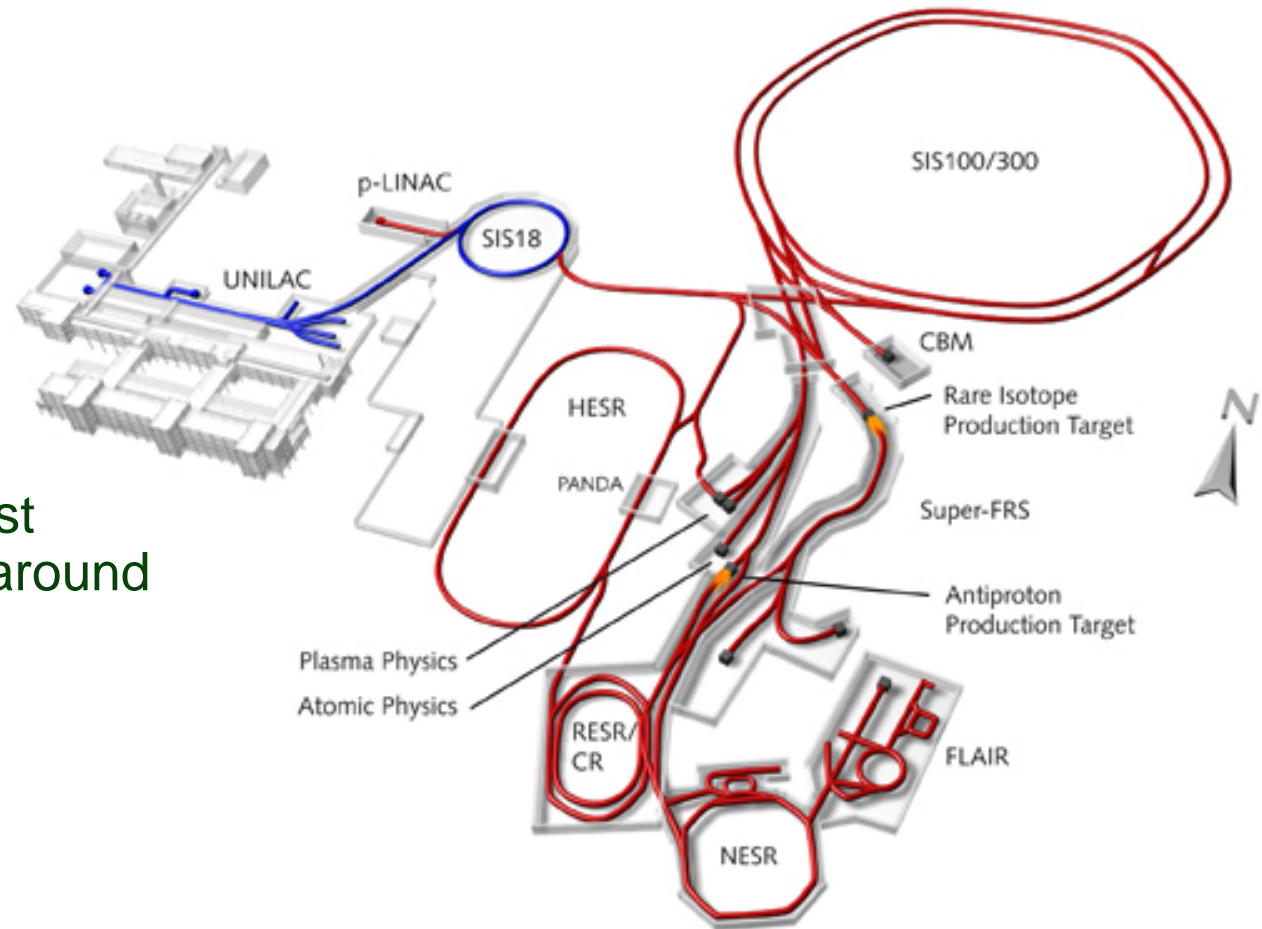 SIS100/300
p-LINAC
SIS18
UNILAC
CBM
HESR
Rare Isotope
Production Target
N
PANDA
st
around
Super-FRS
Antiproton
Production Target
Plasma Physics
Atomic Physics
RESR/
CR
FLAIR
NESR